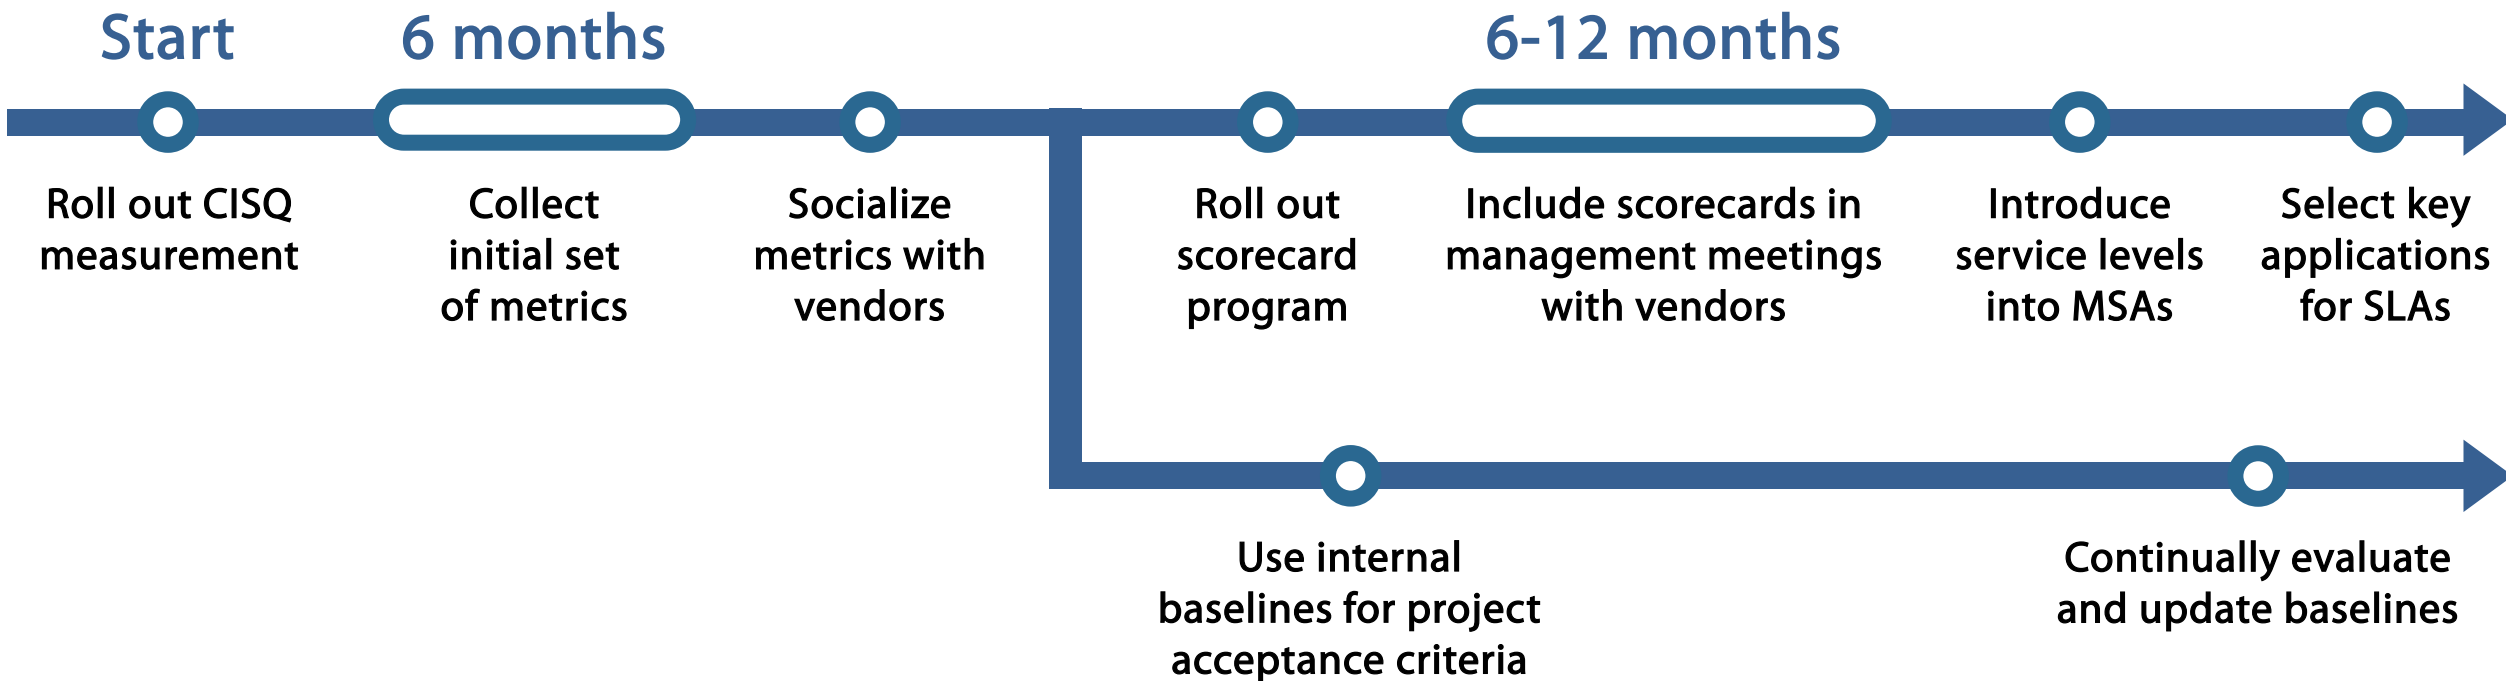 Start
6 months
6-12 months
Roll out CISQ
measurement
Collect
initial set
of metrics
Socialize
metrics with
vendors
Roll out
scorecard
program
Include scorecards in
management meetings
with vendors
Introduce
service levels
into MSAs
Select key
applications
for SLAs
Use internal
baselines for project
acceptance criteria
Continually evaluate
and update baselines